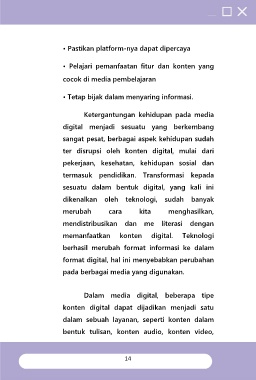 • Pastikan platform-nya dapat dipercaya
• Pelajari pemanfaatan fitur dan konten yang
cocok di media pembelajaran
• Tetap bijak dalam menyaring informasi.
Ketergantungan kehidupan pada media
digital menjadi sesuatu yang berkembang
sangat pesat, berbagai aspek kehidupan sudah
ter disrupsi oleh konten digital, mulai dari
pekerjaan, kesehatan, kehidupan sosial dan
termasuk pendidikan. Transformasi kepada
sesuatu dalam bentuk digital, yang kali ini
dikenalkan oleh teknologi, sudah banyak
merubah cara kita menghasilkan,
mendistribusikan dan me literasi dengan
memanfaatkan konten digital. Teknologi
berhasil merubah format informasi ke dalam
format digital, hal ini menyebabkan perubahan
pada berbagai media yang digunakan.
Dalam media digital, beberapa tipe
konten digital dapat dijadikan menjadi satu
dalam sebuah layanan, seperti konten dalam
bentuk tulisan, konten audio, konten video,
14